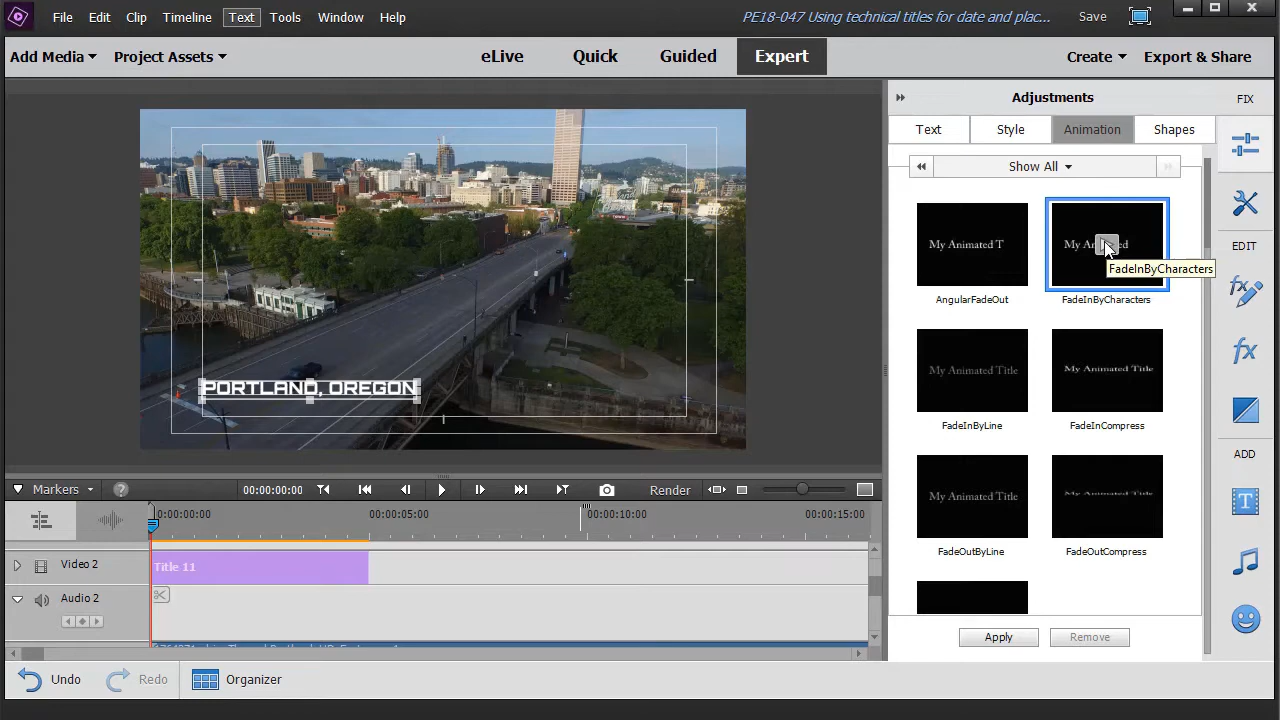 File Edit Clip Timeline Text Tools Window Help
PE18-047 Using technical titles for date and plac...
Save
Add Media
Project Assets
eLive
Quick
Guided
Expert
Create
Export & Share
Adjustments
FIX
Text
Style
Animation
Shapes
Show All
My Animated T
AngularFadeOut
FadeInByCharacters
FadeInByCharacters
My Animated Title
FadeInByLine
My Animated Title
FadeInCompress
EDIT
My Animated Title
FadeOutByLine
FadeOutCompress
ADD
PORTLAND, OREGON
Markers
00:00:00:00
Render
00:00:00:00
00:00:05:00
00:00:10:00
00:00:15:00
Video 2
Title 11
Audio 2
Apply
Remove
Undo
Redo
Organizer